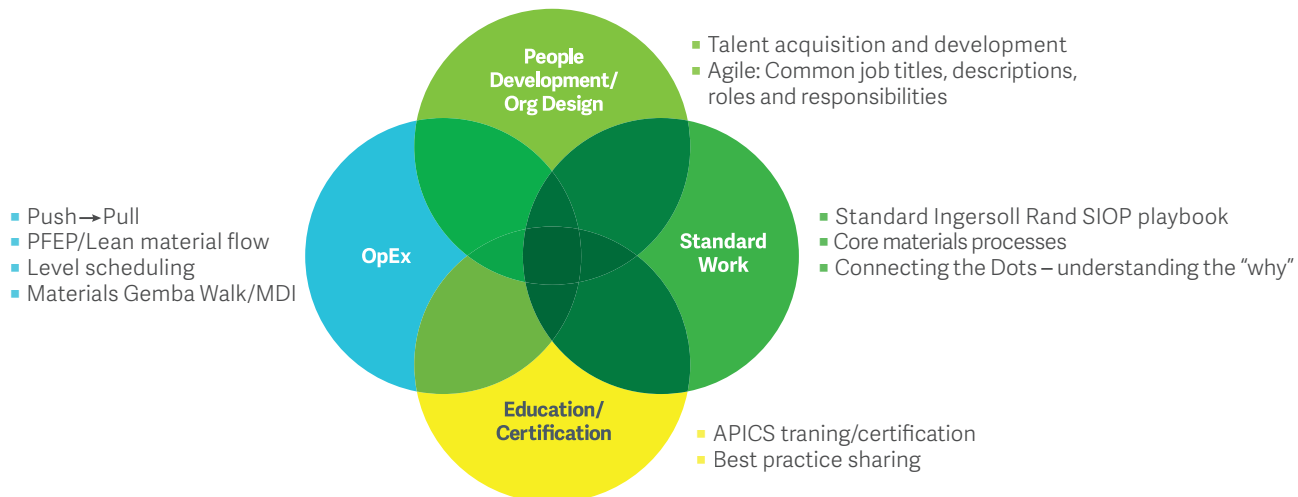 People
Development/
Org Design
Talent acquisition and development
Agile: Common job titles, descriptions,
roles and responsibilities
Push→Pull
PFEP/Lean material flow
Level scheduling
Materials Gemba Walk/MDI
OpEx
Standard
Work
Standard Ingersoll Rand SIOP playbook
Core materials processes
Connecting the Dots – understanding the “why”
Education/
Certification
APICS traning/certification
Best practice sharing